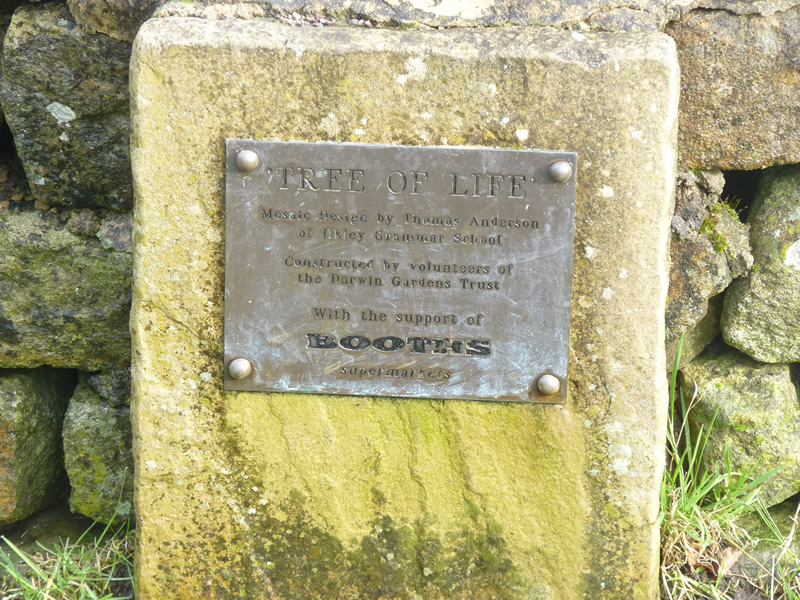 'TREE OF LIFE'
Mosaic Design by Thomas Anderson
of Ilkley Grammar School
Constructed by volunteers of
the Darwin Gardens Trust
With the support of
BOOTHS
supermarkets